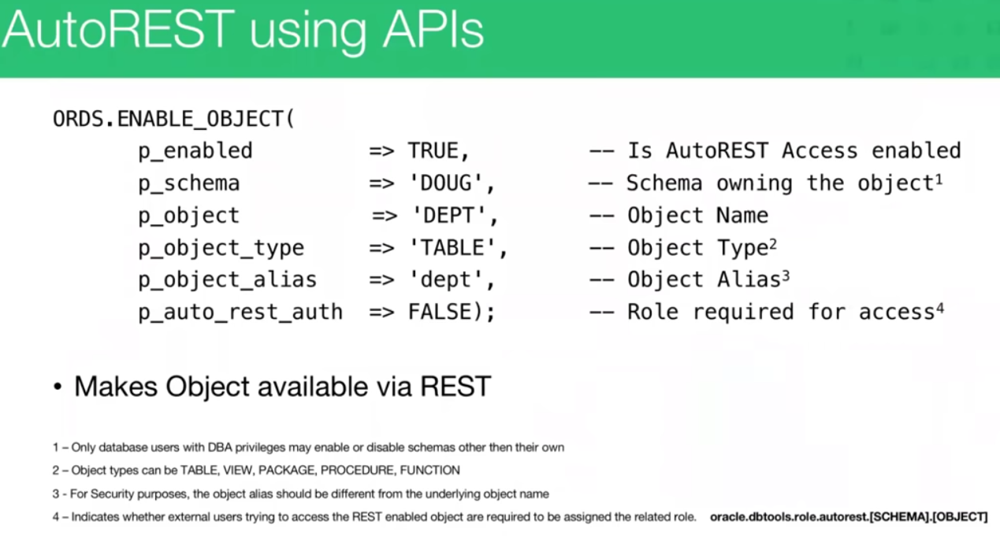 AutoREST using APIs
ORDS.ENABLE_OBJECT(
p_enabled => TRUE, -- Is AutoREST Access enabled
p_schema => 'DOUG', -- Schema owning the object¹
p_object => 'DEPT', -- Object Name
p_object_type => 'TABLE', -- Object Type²
p_object_alias => 'dept', -- Object Alias³
p_auto_rest_auth => FALSE); -- Role required for access⁴
• Makes Object available via REST
1 – Only database users with DBA privileges may enable or disable schemas other then their own
2 – Object types can be TABLE, VIEW, PACKAGE, PROCEDURE, FUNCTION
3 - For Security purposes, the object alias should be different from the underlying object name
4 – Indicates whether external users trying to access the REST enabled object are required to be assigned the related role. oracle.dbtools.role.autorest.[SCHEMA].[OBJECT]